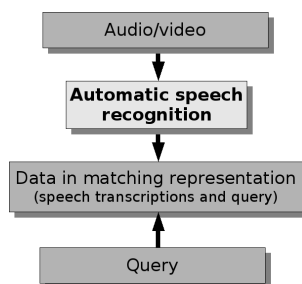 Audio/video
Automatic speech
recognition
Data in matching representation
(speech transcriptions and query)
Query